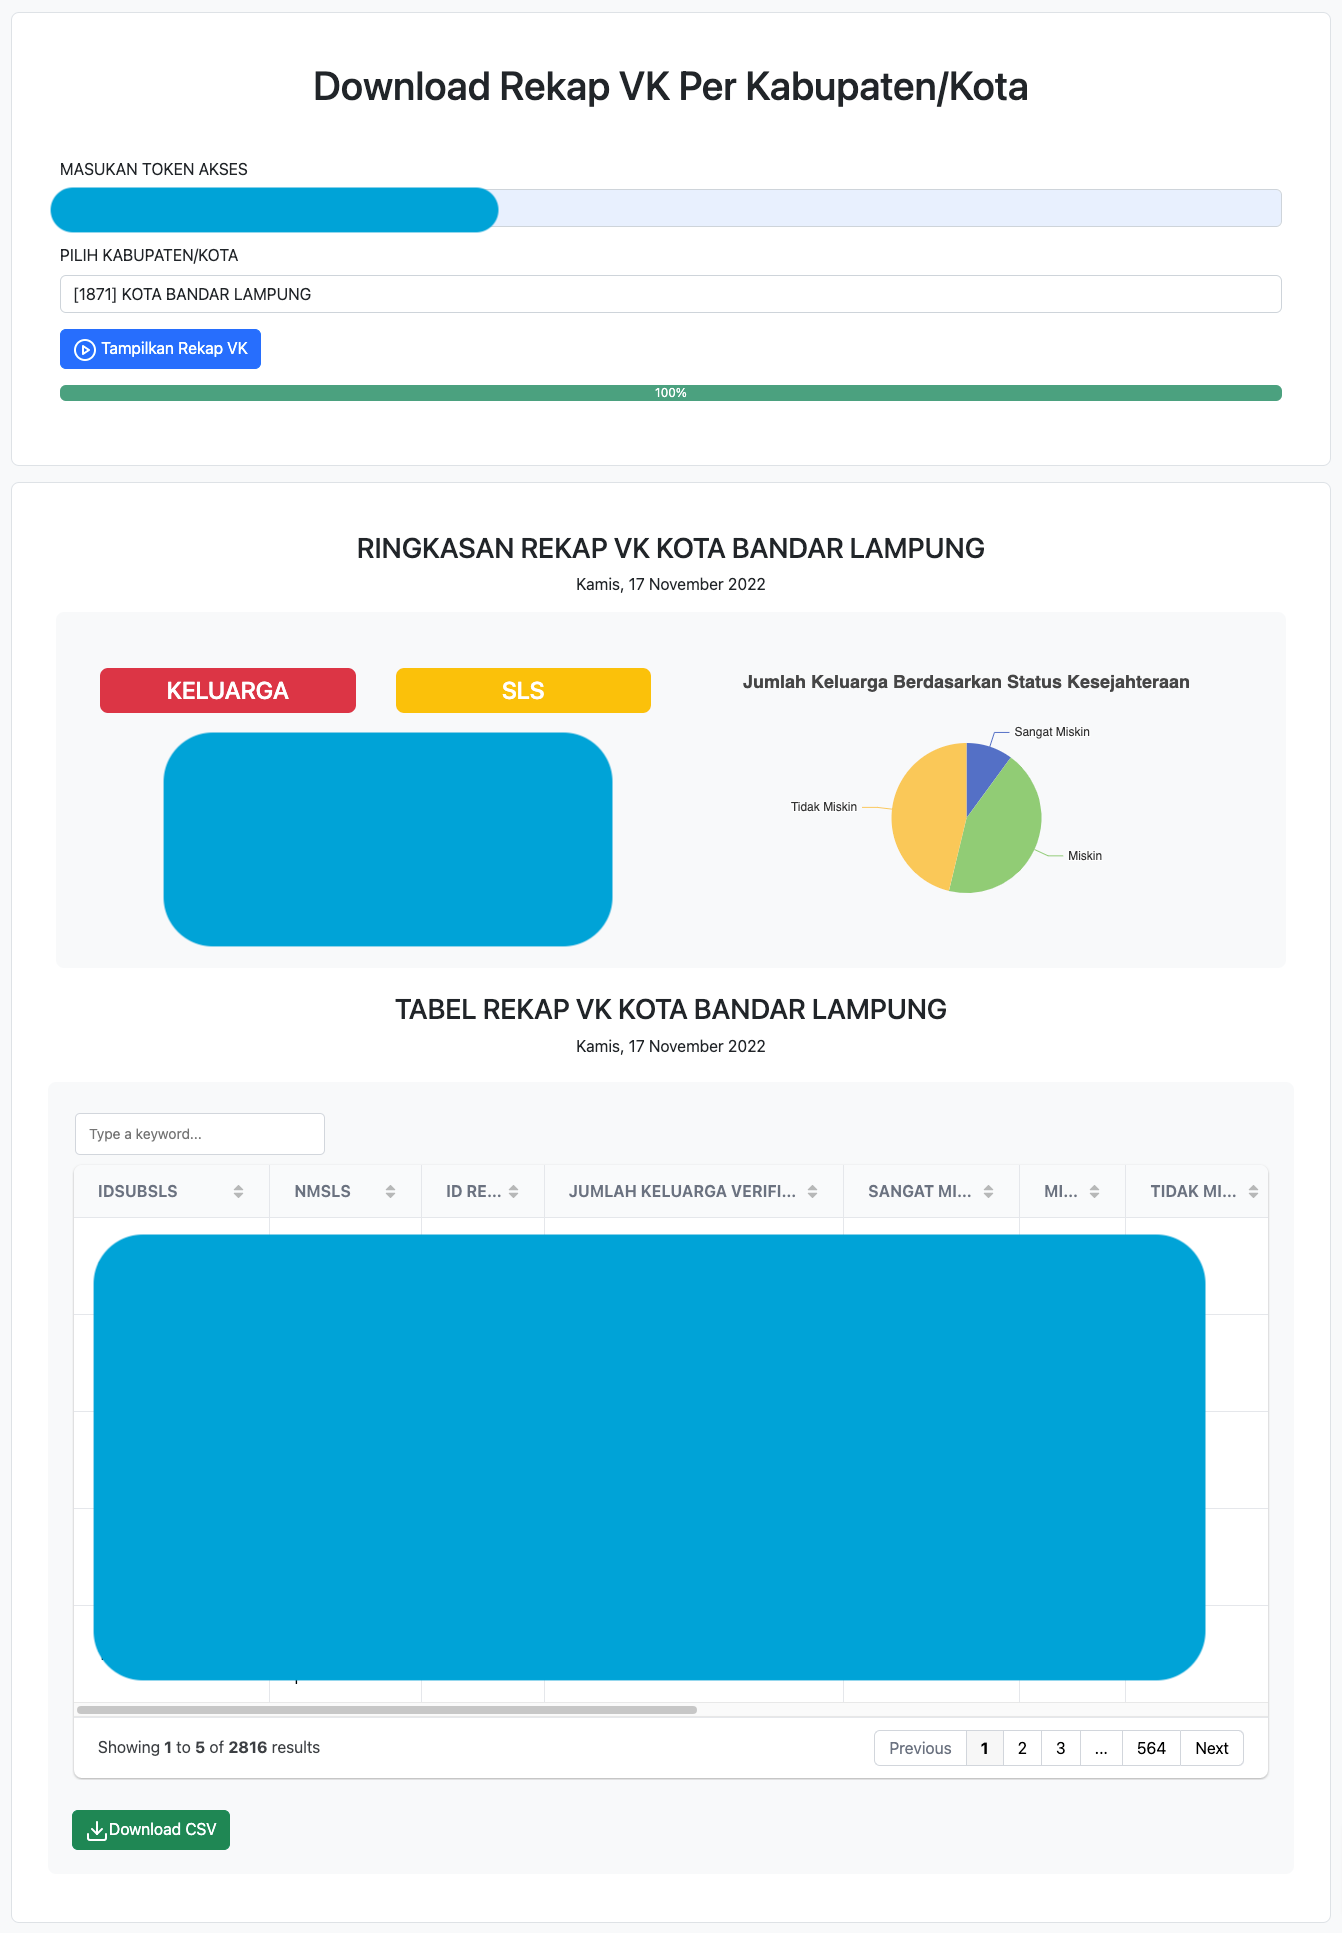 Download Rekap VK Per Kabupaten/Kota
MASUKAN TOKEN AKSES
PILIH KABUPATEN/KOTA
[1871] KOTA BANDAR LAMPUNG
Tampilkan Rekap VK
100%
RINGKASAN REKAP VK KOTA BANDAR LAMPUNG
Kamis, 17 November 2022
KELUARGA
SLS
Jumlah Keluarga Berdasarkan Status Kesejahteraan
Sangat Miskin
Tidak Miskin
Miskin
TABEL REKAP VK KOTA BANDAR LAMPUNG
Kamis, 17 November 2022
Type a keyword...
IDSUBSLS NMSLS ID RE... JUMLAH KELUARGA VERIFI... SANGAT MI... MI... TIDAK MI...
Showing 1 to 5 of 2816 results
Previous 1 2 3 ... 564 Next
Download CSV